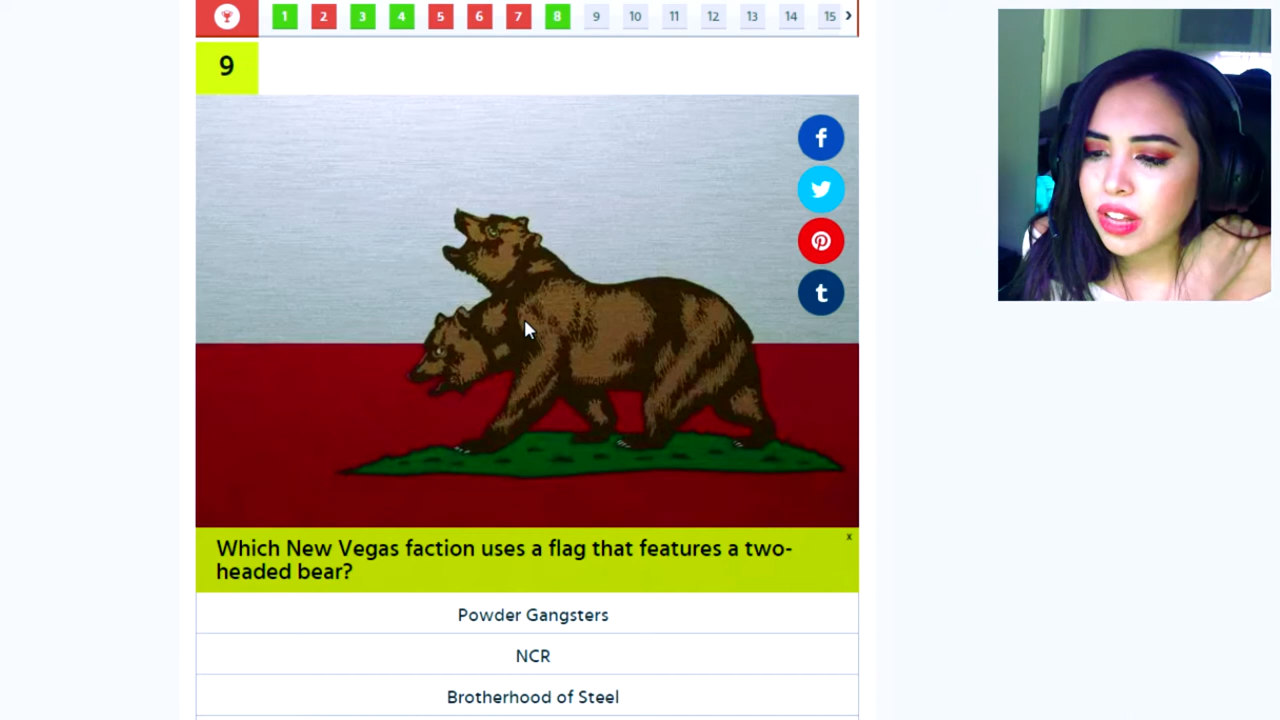 1 2 3 4 5 6 7 8 9 10 11 12 13 14 15 ›
9
f
t
Which New Vegas faction uses a flag that features a two-
headed bear?
x
Powder Gangsters
NCR
Brotherhood of Steel